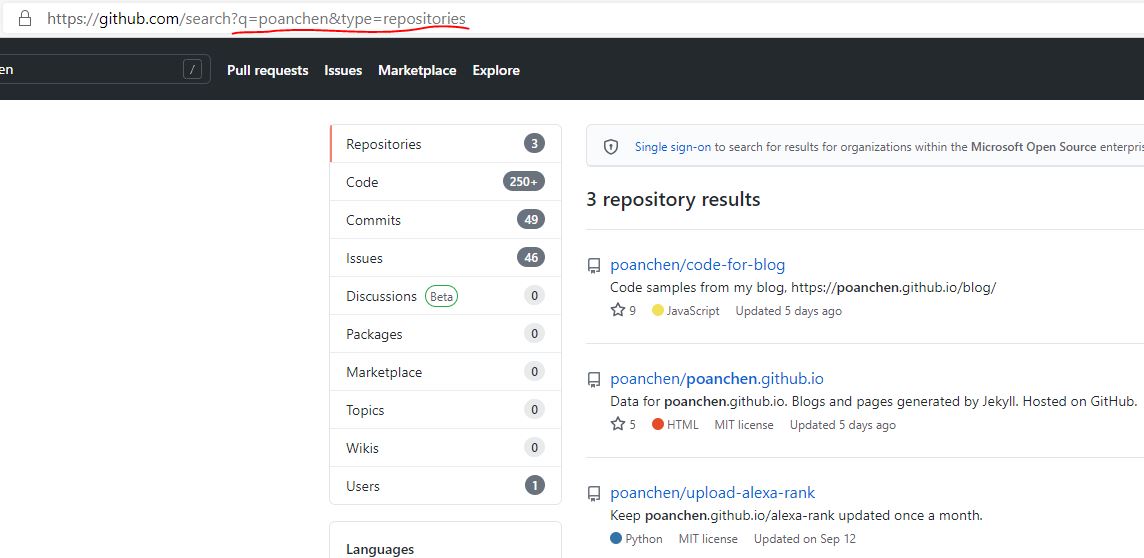 https://github.com/search?q=poanchen&type=repositories
en / Pull requests Issues Marketplace Explore
Repositories 3
Code 250+
Commits 49
Issues 46
Discussions Beta 0
Packages 0
Marketplace 0
Topics 0
Wikis 0
Users 1
Languages
Single sign-on to search for results for organizations within the Microsoft Open Source enterpris
3 repository results
poanchen/code-for-blog
Code samples from my blog, https://poanchen.github.io/blog/
9 JavaScript Updated 5 days ago
poanchen/poanchen.github.io
Data for poanchen.github.io. Blogs and pages generated by Jekyll. Hosted on GitHub.
5 HTML MIT license Updated 5 days ago
poanchen/upload-alexa-rank
Keep poanchen.github.io/alexa-rank updated once a month.
Python MIT license Updated on Sep 12